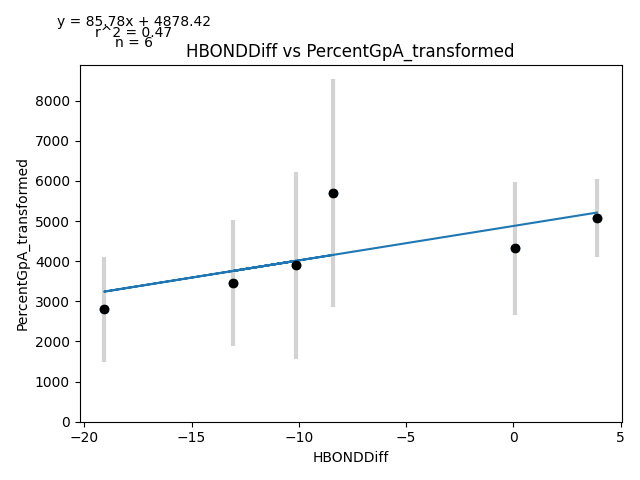 y = 85.78x + 4878.42
r^2 = 0.47
n = 6
HBONDDiff vs PercentGpA_transformed
PercentGpA_transformed
8000
7000
6000
5000
4000
3000
2000
1000
0
−20
−15
−10
−5
0
5
HBONDDiff